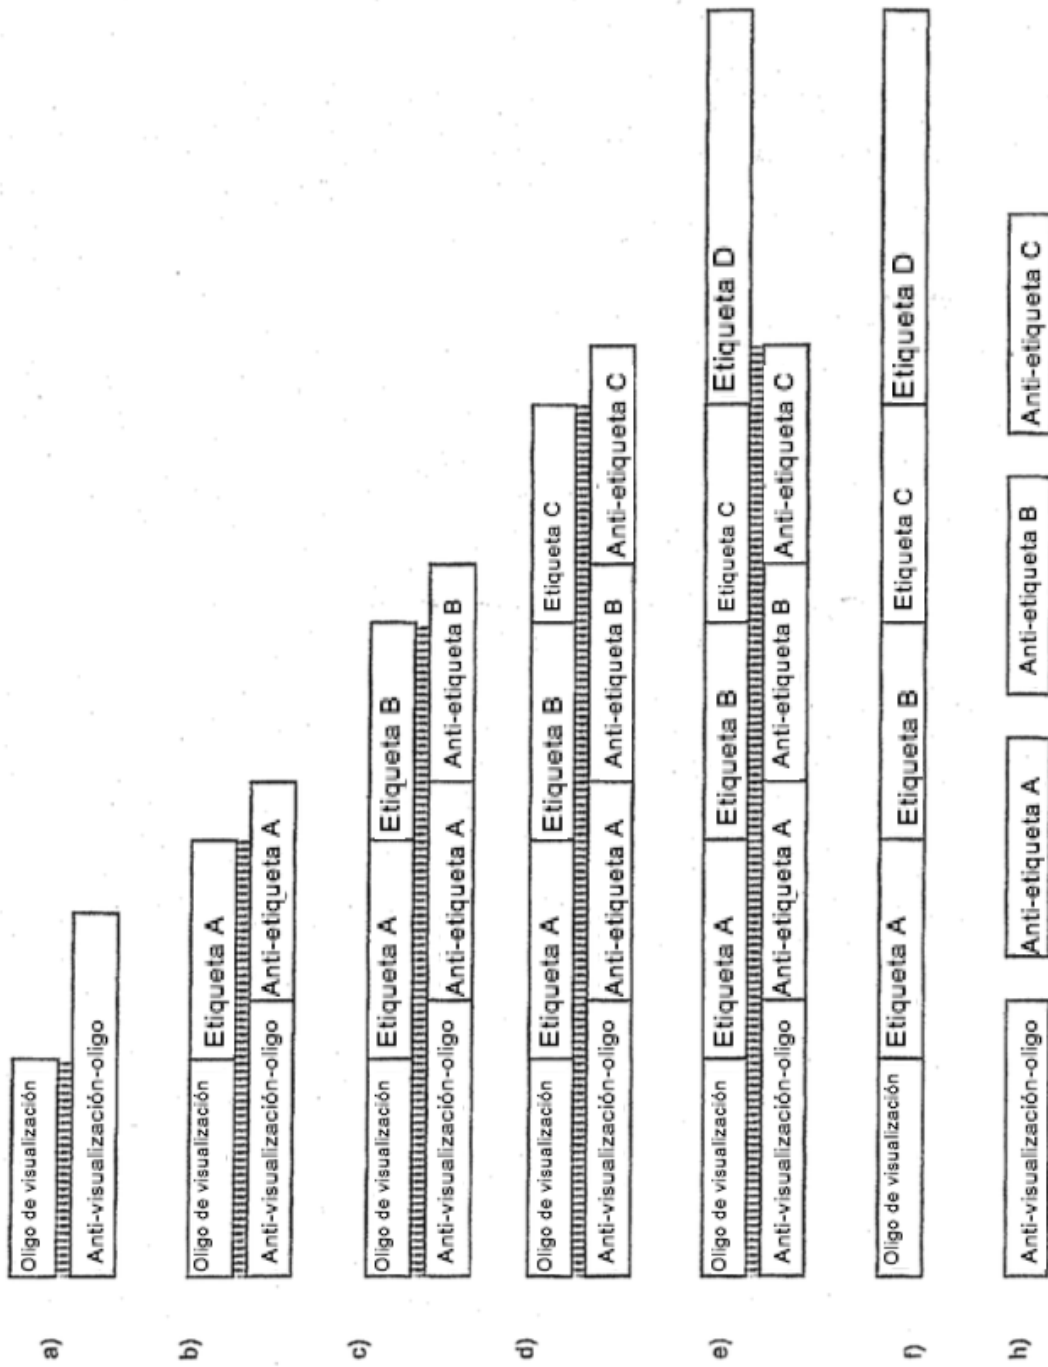 a)
Oligo de visualización
Anti-visualización-oligo
b)
Oligo de visualización
Etiqueta A
Anti-visualización-oligo
Anti-etiqueta A
c)
Oligo de visualización
Etiqueta A
Etiqueta B
Anti-visualización-oligo
Anti-etiqueta A
Anti-etiqueta B
d)
Oligo de visualización
Etiqueta A
Etiqueta B
Etiqueta C
Anti-visualización-oligo
Anti-etiqueta A
Anti-etiqueta B
Anti-etiqueta C
e)
Oligo de visualización
Etiqueta A
Etiqueta B
Etiqueta C
Etiqueta D
Anti-visualización-oligo
Anti-etiqueta A
Anti-etiqueta B
Anti-etiqueta C
f)
Oligo de visualización
Etiqueta A
Etiqueta B
Etiqueta C
Etiqueta D
h)
Anti-visualización-oligo
Anti-etiqueta A
Anti-etiqueta B
Anti-etiqueta C